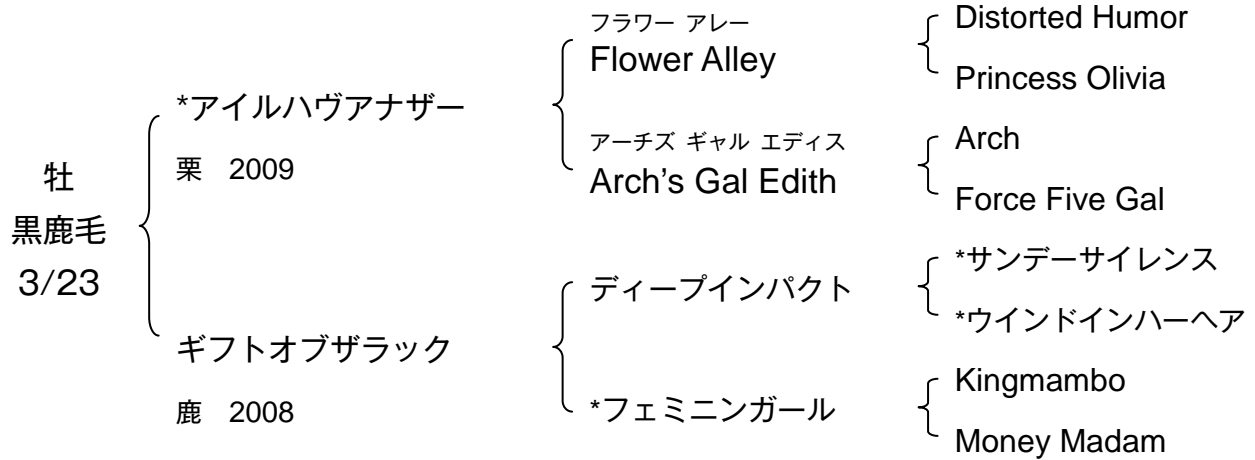 牡
黒鹿毛
3/23
*アイルハヴアナザー
栗 2009
ギフトオブザラック
鹿 2008
フラワー アレー
Flower Alley
アーチズ ギャル エディス
Arch's Gal Edith
ディープインパクト
*フェミニンガール
Distorted Humor
Princess Olivia
Arch
Force Five Gal
*サンデーサイレンス
*ウインドインハーヘア
Kingmambo
Money Madam